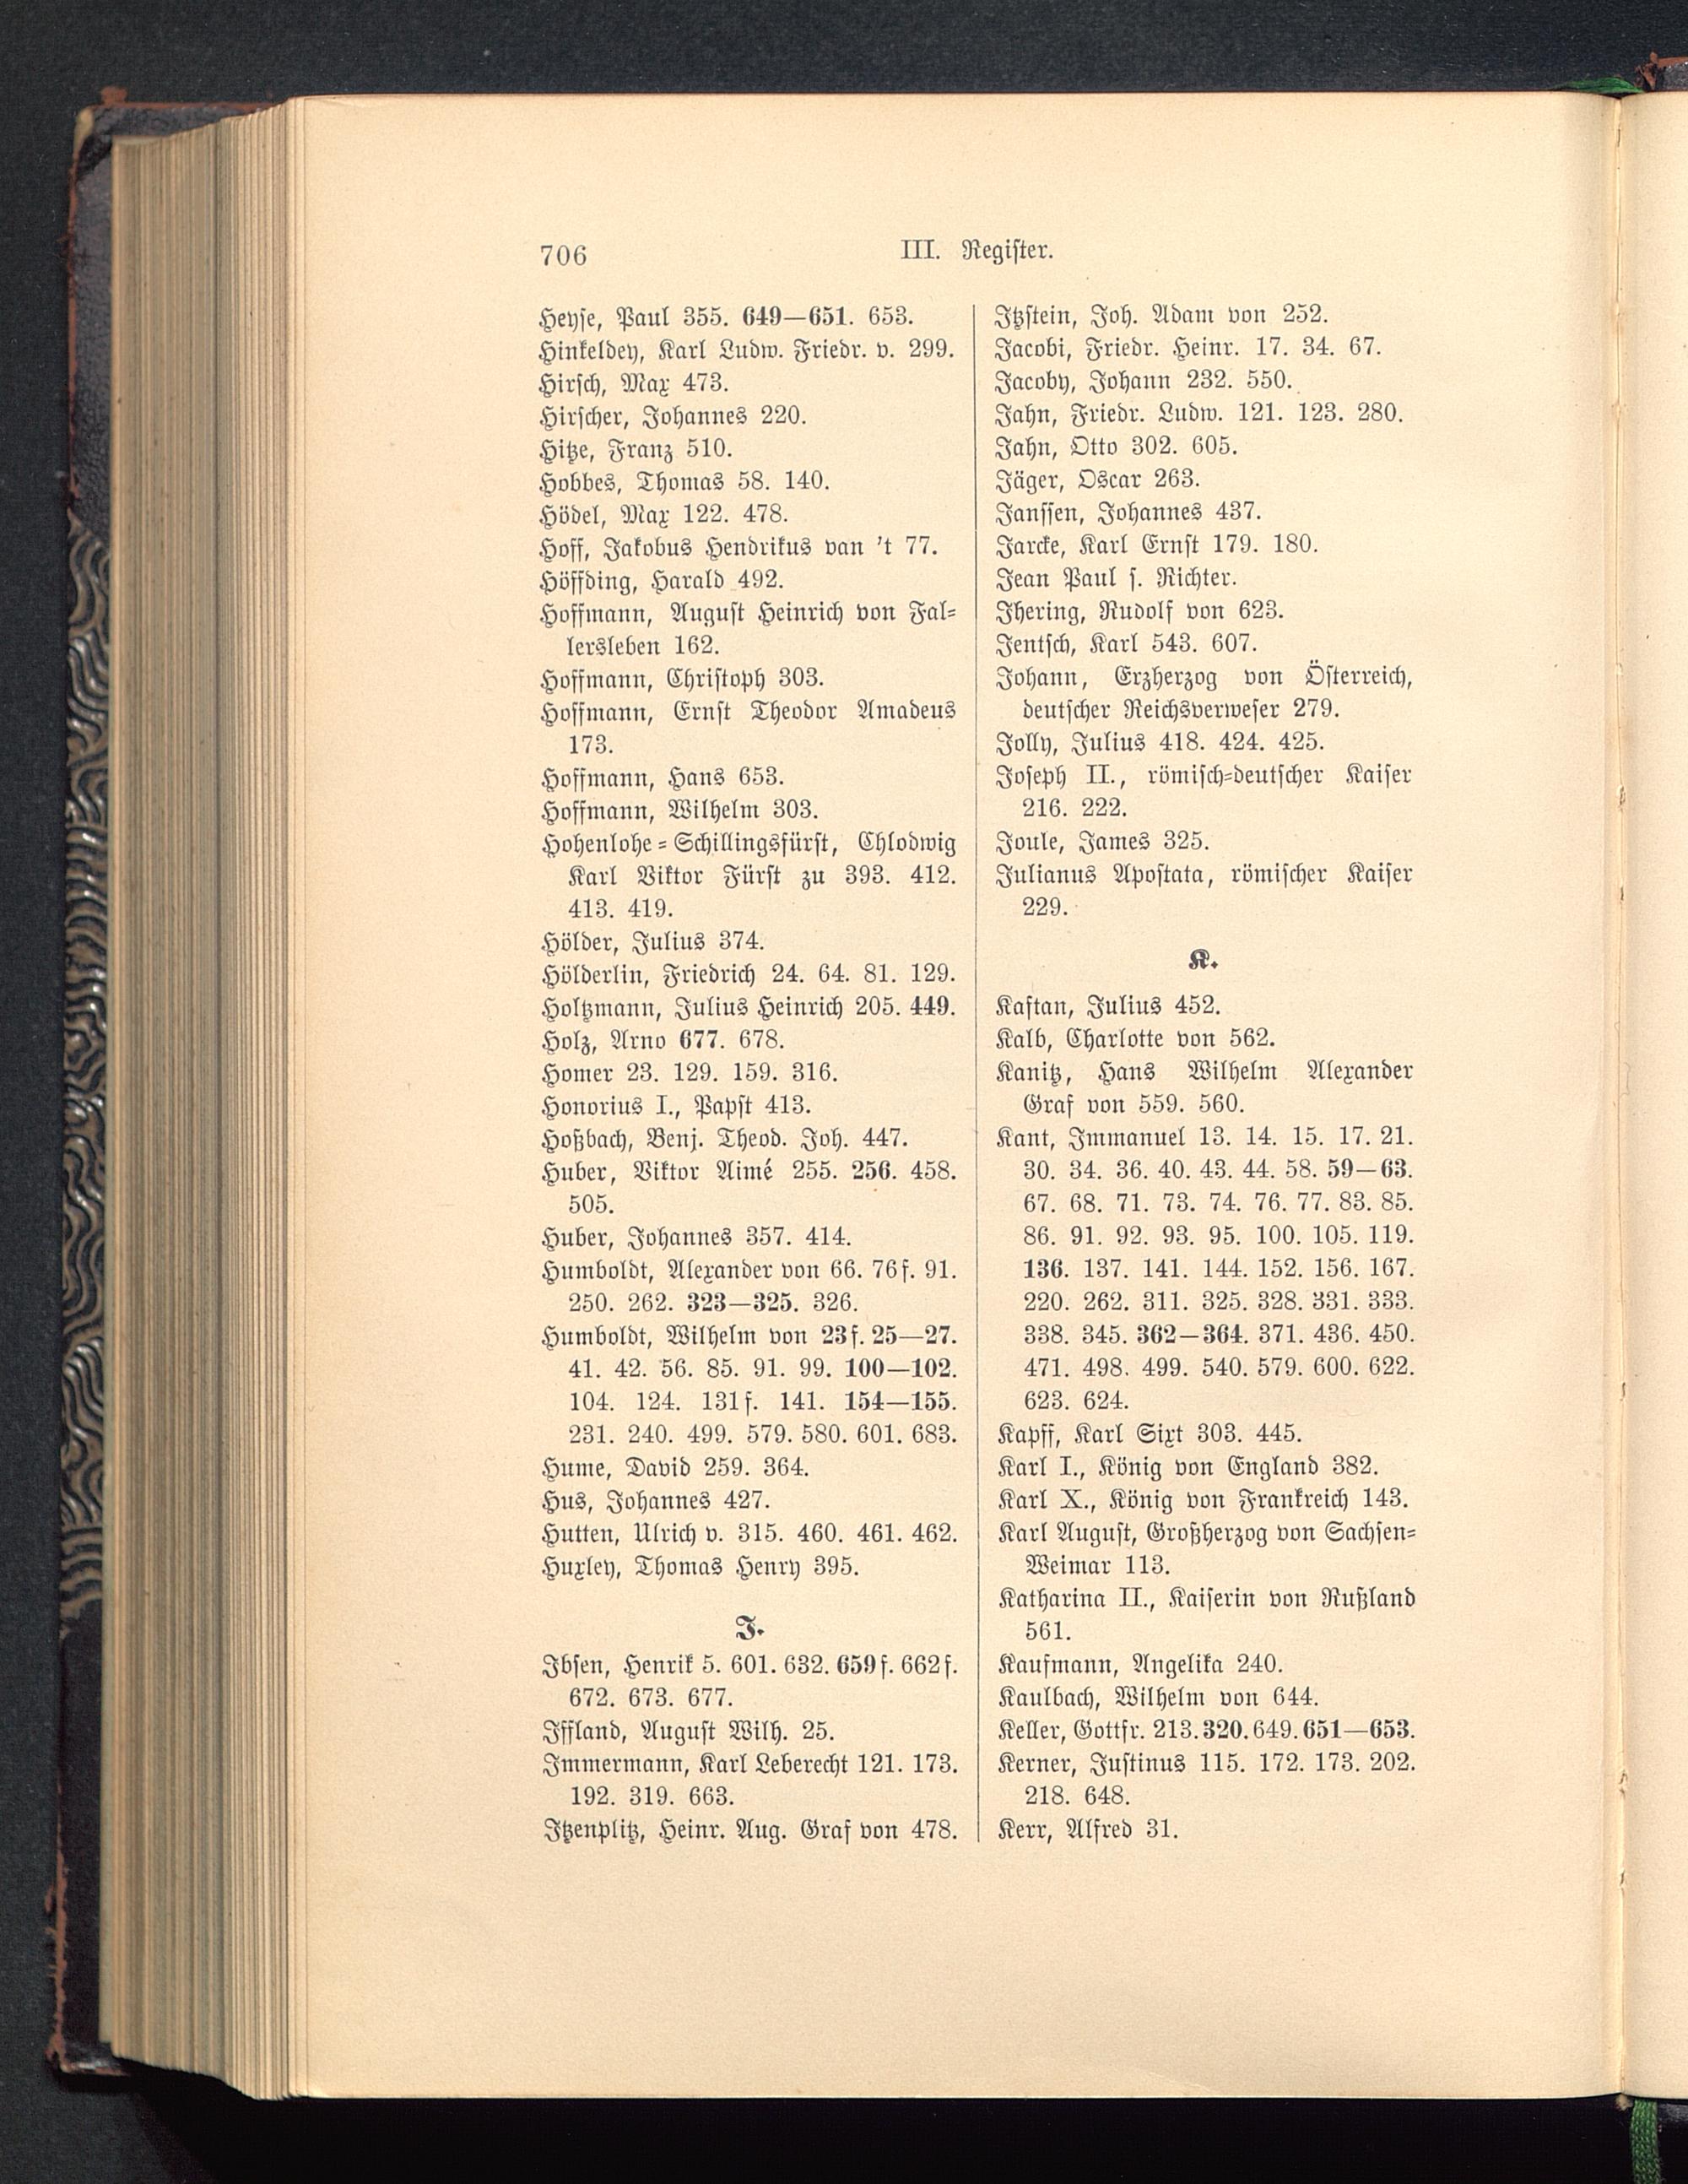 706
III. Register.
Heyse, Paul 355. 649—651. 653.
Hinkeldey, Karl Ludw. Friedr. v. 299.
Hirsch, Max 473.
Hirscher, Johannes 220.
Hitze, Franz 510.
Hobbes, Thomas 58. 140.
Hödel, Max 122. 478.
Hoff, Jakobus Hendrikus van 't 77.
Höffding, Harald 492.
Hoffmann, August Heinrich von Fal-
lersleben 162.
Hoffmann, Christoph 303.
Hoffmann, Ernst Theodor Amadeus
173.
Hoffmann, Hans 653.
Hoffmann, Wilhelm 303.
Hohenlohe-Schillingsfürst, Chlodwig
Karl Viktor Fürst zu 393. 412.
413. 419.
Hölder, Julius 374.
Hölderlin, Friedrich 24. 64. 81. 129.
Holtzmann, Julius Heinrich 205. 449.
Holz, Arno 677. 678.
Homer 23. 129. 159. 316.
Honorius I., Papst 413.
Hoßbach, Benj. Theod. Joh. 447.
Huber, Viktor Aimé 255. 256. 458.
505.
Huber, Johannes 357. 414.
Humboldt, Alexander von 66. 76f. 91.
250. 262. 323—325. 326.
Humboldt, Wilhelm von 23f. 25—27.
41. 42. 56. 85. 91. 99. 100—102.
104. 124. 131f. 141. 154—155.
231. 240. 499. 579. 580. 601. 683.
Hume, David 259. 364.
Hus, Johannes 427.
Hutten, Ulrich v. 315. 460. 461. 462.
Huxley, Thomas Henry 395.
I.
Ibsen, Henrik 5. 601. 632. 659f. 662f.
672. 673. 677.
Iffland, August Wilh. 25.
Immermann, Karl Leberecht 121. 173.
192. 319. 663.
Itzenplitz, Heinr. Aug. Graf von 478.
Itzstein, Joh. Adam von 252.
Jacobi, Friedr. Heinr. 17. 34. 67.
Jacoby, Johann 232. 550.
Jahn, Friedr. Ludw. 121. 123. 280.
Jahn, Otto 302. 605.
Jäger, Oscar 263.
Janssen, Johannes 437.
Jarcke, Karl Ernst 179. 180.
Jean Paul s. Richter.
Jhering, Rudolf von 623.
Jentsch, Karl 543. 607.
Johann, Erzherzog von Österreich,
deutscher Reichsverweser 279.
Jolly, Julius 418. 424. 425.
Joseph II., römisch-deutscher Kaiser
216. 222.
Joule, James 325.
Julianus Apostata, römischer Kaiser
229.
K.
Kaftan, Julius 452.
Kalb, Charlotte von 562.
Kanitz, Hans Wilhelm Alexander
Graf von 559. 560.
Kant, Immanuel 13. 14. 15. 17. 21.
30. 34. 36. 40. 43. 44. 58. 59—63.
67. 68. 71. 73. 74. 76. 77. 83. 85.
86. 91. 92. 93. 95. 100. 105. 119.
136. 137. 141. 144. 152. 156. 167.
220. 262. 311. 325. 328. 331. 333.
338. 345. 362—364. 371. 436. 450.
471. 498. 499. 540. 579. 600. 622.
623. 624.
Kapff, Karl Sixt 303. 445.
Karl I., König von England 382.
Karl X., König von Frankreich 143.
Karl August, Großherzog von Sachsen-
Weimar 113.
Katharina II., Kaiserin von Rußland
561.
Kaufmann, Angelika 240.
Kaulbach, Wilhelm von 644.
Keller, Gottfr. 213. 320. 649. 651—653.
Kerner, Justinus 115. 172. 173. 202.
218. 648.
Kerr, Alfred 31.